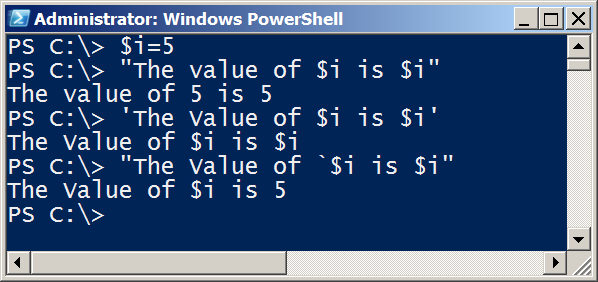 Administrator: Windows PowerShell
PS C:\> $i=5
PS C:\> "The value of $i is $i"
The value of 5 is 5
PS C:\> 'The Value of $i is $i'
The Value of $i is $i
PS C:\> "The Value of `$i is $i"
The Value of $i is 5
PS C:\>